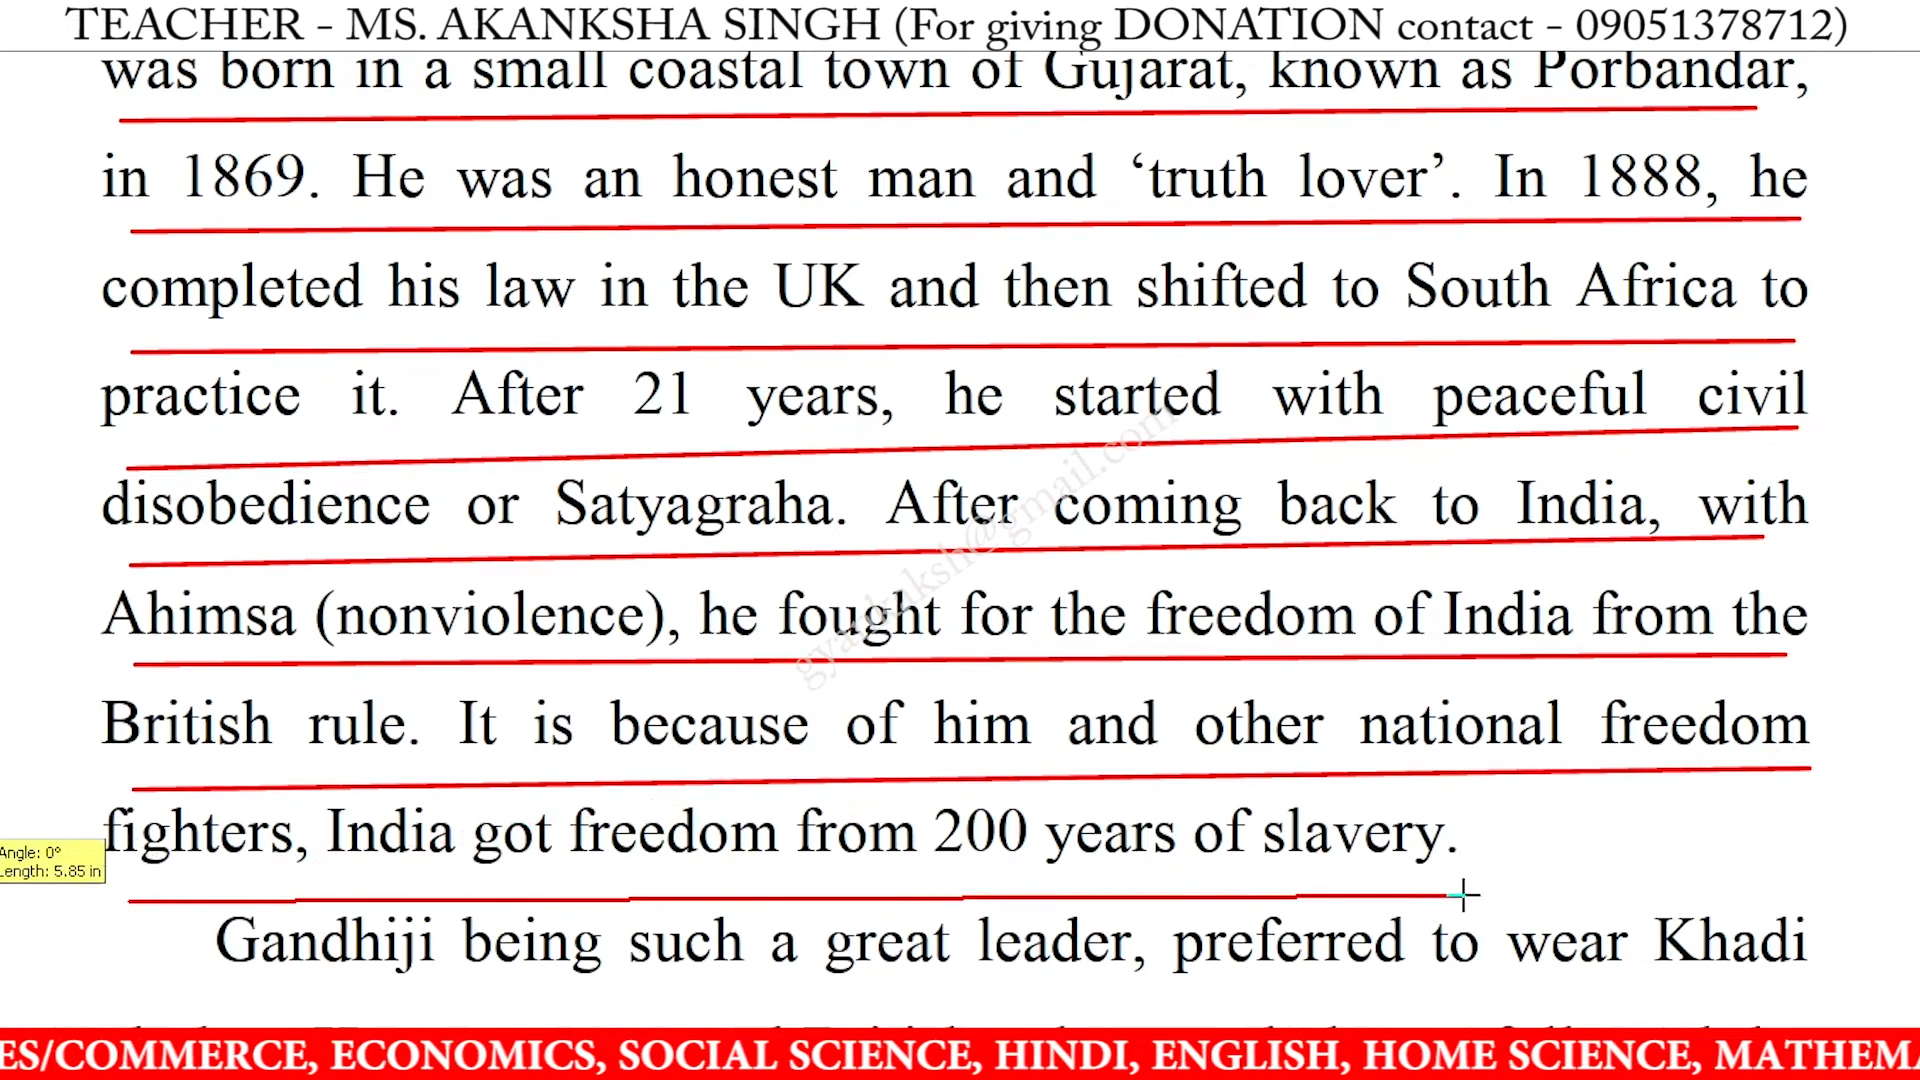 TEACHER - MS. AKANKSHA SINGH (For giving DONATION contact - 09051378712)
was born in a small coastal town of Gujarat, known as Porbandar,
in 1869. He was an honest man and ‘truth lover’. In 1888, he
completed his law in the UK and then shifted to South Africa to
practice it. After 21 years, he started with peaceful civil
disobedience or Satyagraha. After coming back to India, with
Ahimsa (nonviolence), he fought for the freedom of India from the
British rule. It is because of him and other national freedom
fighters, India got freedom from 200 years of slavery.
Angle: 0°
Length: 5.85 in
Gandhiji being such a great leader, preferred to wear Khadi
ES/COMMERCE, ECONOMICS, SOCIAL SCIENCE, HINDI, ENGLISH, HOME SCIENCE, MATHEMA